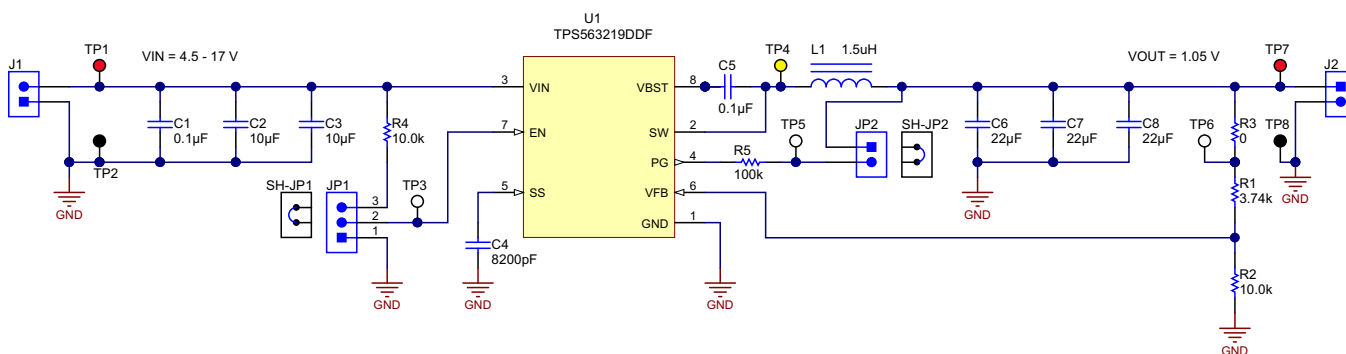 U1
TPS563219DDF
J1
TP1
VIN = 4.5 - 17 V
TP4
L1
1.5uH
VOUT = 1.05 V
TP7
J2
3
VIN
VBST
8
C5
0.1µF
C1
0.1µF
C2
10µF
C3
10µF
R4
10.0k
7
EN
SW
2
JP2
SH-JP2
C6
22µF
C7
22µF
C8
22µF
TP6
R3
0
TP8
TP2
GND
PG
4
R5
100k
TP5
GND
GND
SH-JP1
JP1
3
2
1
TP3
5
SS
VFB
6
R1
3.74k
GND
1
C4
8200pF
R2
10.0k
GND
GND
GND
GND